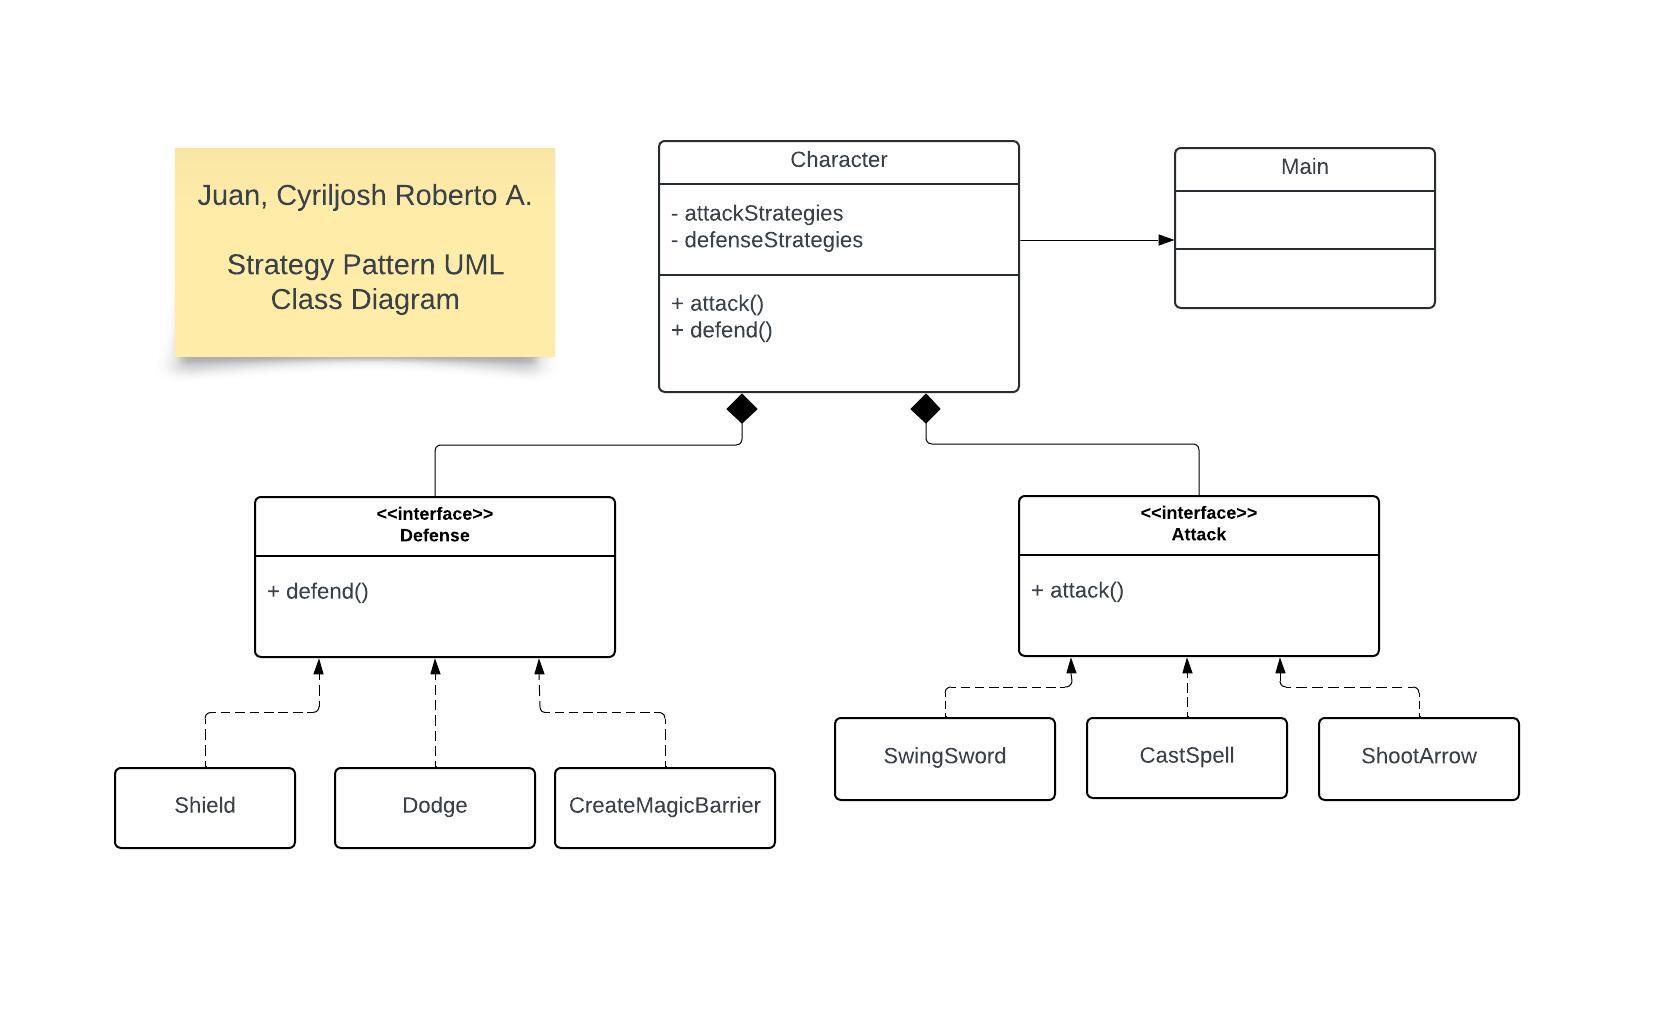 Juan, Cyriljosh Roberto A.
Strategy Pattern UML
Class Diagram
Character
- attackStrategies
- defenseStrategies
+ attack()
+ defend()
Main
<<interface>>
Defense
+ defend()
<<interface>>
Attack
+ attack()
Shield
Dodge
CreateMagicBarrier
SwingSword
CastSpell
ShootArrow